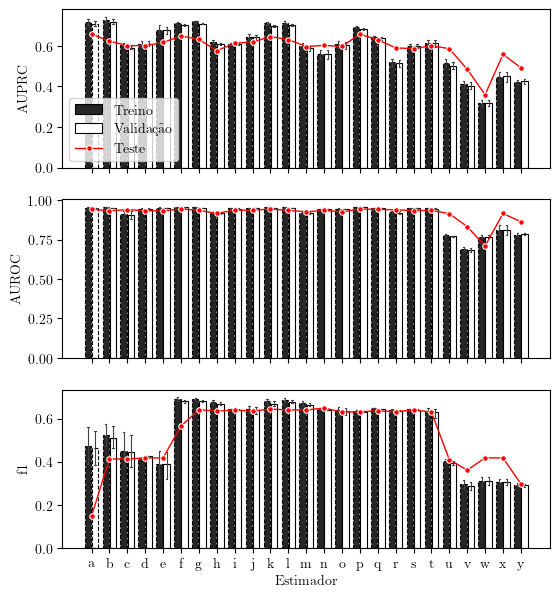 0.6
0.4
0.2
0.0
AUPRC
Treino
Validação
Teste
1.00
0.75
0.50
0.25
0.00
AUROC
0.6
0.4
0.2
0.0
f1
a b c d e f g h i j k l m n o p q r s t u v w x y
Estimador